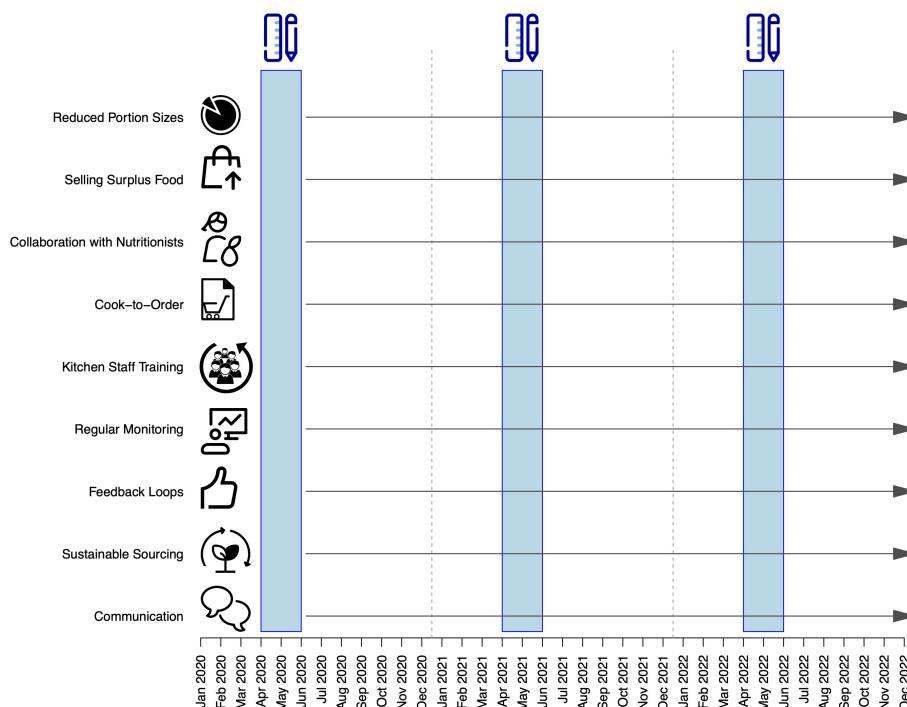 Reduced Portion Sizes
Selling Surplus Food
Collaboration with Nutritionists
Cook−to−Order
Kitchen Staff Training
Regular Monitoring
Feedback Loops
Sustainable Sourcing
Communication
Jan 2020
Feb 2020
Mar 2020
Apr 2020
May 2020
Jun 2020
Jul 2020
Aug 2020
Sep 2020
Oct 2020
Nov 2020
Dec 2020
Jan 2021
Feb 2021
Mar 2021
Apr 2021
May 2021
Jun 2021
Jul 2021
Aug 2021
Sep 2021
Oct 2021
Nov 2021
Dec 2021
Jan 2022
Feb 2022
Mar 2022
Apr 2022
May 2022
Jun 2022
Jul 2022
Aug 2022
Sep 2022
Oct 2022
Nov 2022
Dec 2022